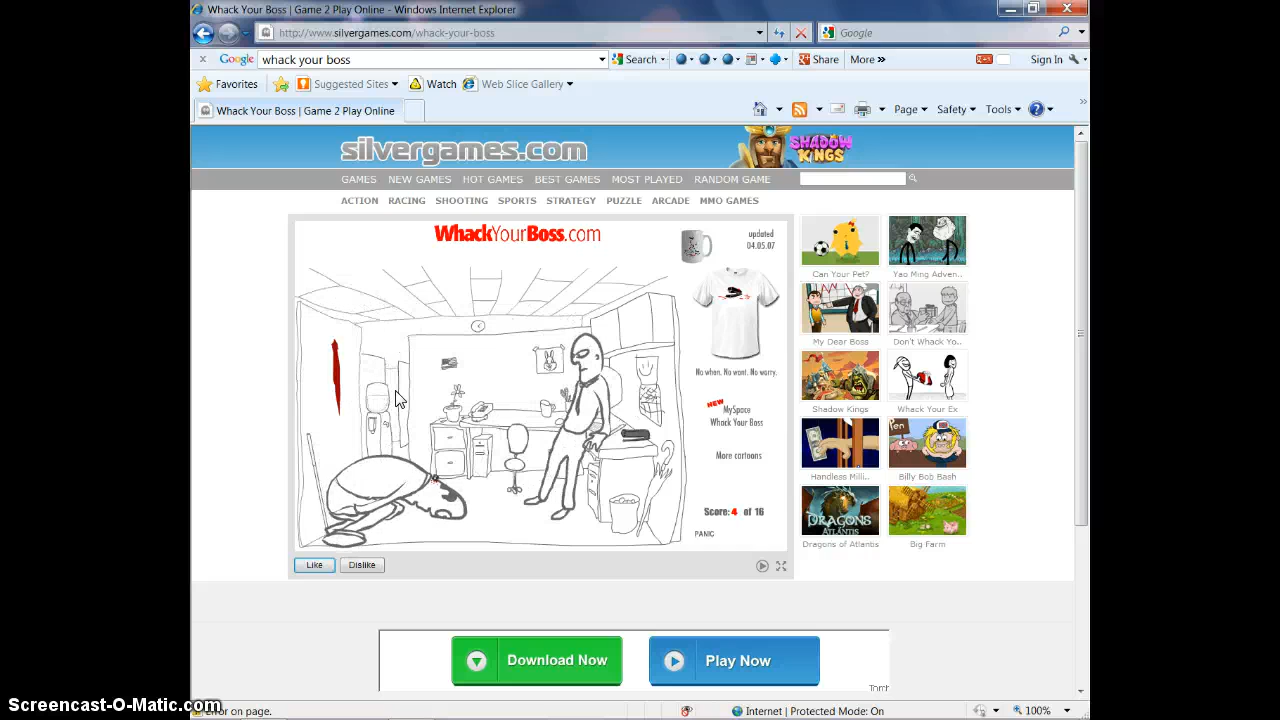 Whack Your Boss | Game 2 Play Online - Windows Internet Explorer
http://www.silvergames.com/whack-your-boss
Google
Google
whack your boss
Search
Share
More »
Sign In
Favorites
Suggested Sites
Watch
Web Slice Gallery
Whack Your Boss | Game 2 Play Online
Page
Safety
Tools
silvergames.com
SHADOW
KINGS
GAMES NEW GAMES HOT GAMES BEST GAMES MOST PLAYED RANDOM GAME
ACTION RACING SHOOTING SPORTS STRATEGY PUZZLE ARCADE MMO GAMES
WhackYourBoss.com
updated
04.05.07
No when. No want. No worry.
NEW
MySpace
Whack Your Boss
More cartoons
Score: 4 of 16
PANIC
Can Your Pet?
Yao Ming Adven..
My Dear Boss
Don't Whack Yo..
Shadow Kings
Whack Your Ex
Handless Milli..
Pen
Billy Bob Bash
DRAGONS
OF
ATLANTIS
Dragons of Atlantis
Big Farm
Like
Dislike
Download Now
Play Now
Torch
Screencast-O-Matic.com
Error on page.
Internet | Protected Mode: On
100%